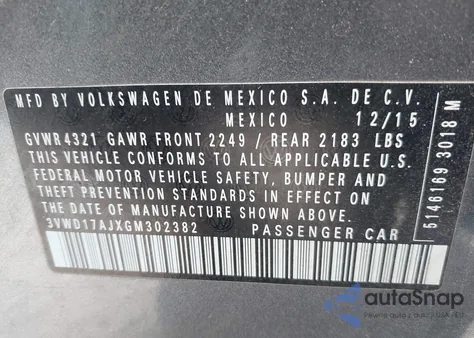 MFD BY VOLKSWAGEN DE MEXICO S.A. DE C.V.
MEXICO 12/15
GVWR 4321 GAWR FRONT 2249 / REAR 2183 LBS
THIS VEHICLE CONFORMS TO ALL APPLICABLE U.S.
FEDERAL MOTOR VEHICLE SAFETY, BUMPER AND
THEFT PREVENTION STANDARDS IN EFFECT ON
THE DATE OF MANUFACTURE SHOWN ABOVE
3VWD17AJXGM302382 PASSENGER CAR
5146169 3018 M
autoSnap